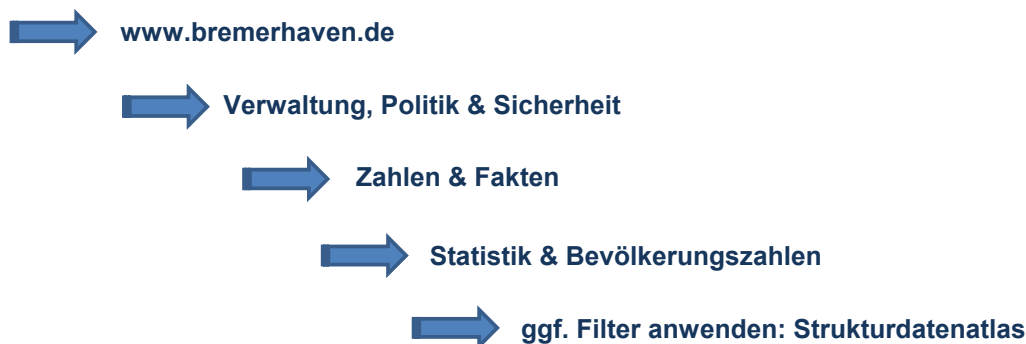 www.bremerhaven.de
Verwaltung, Politik & Sicherheit
Zahlen & Fakten
Statistik & Bevölkerungszahlen
ggf. Filter anwenden: Strukturdatenatlas